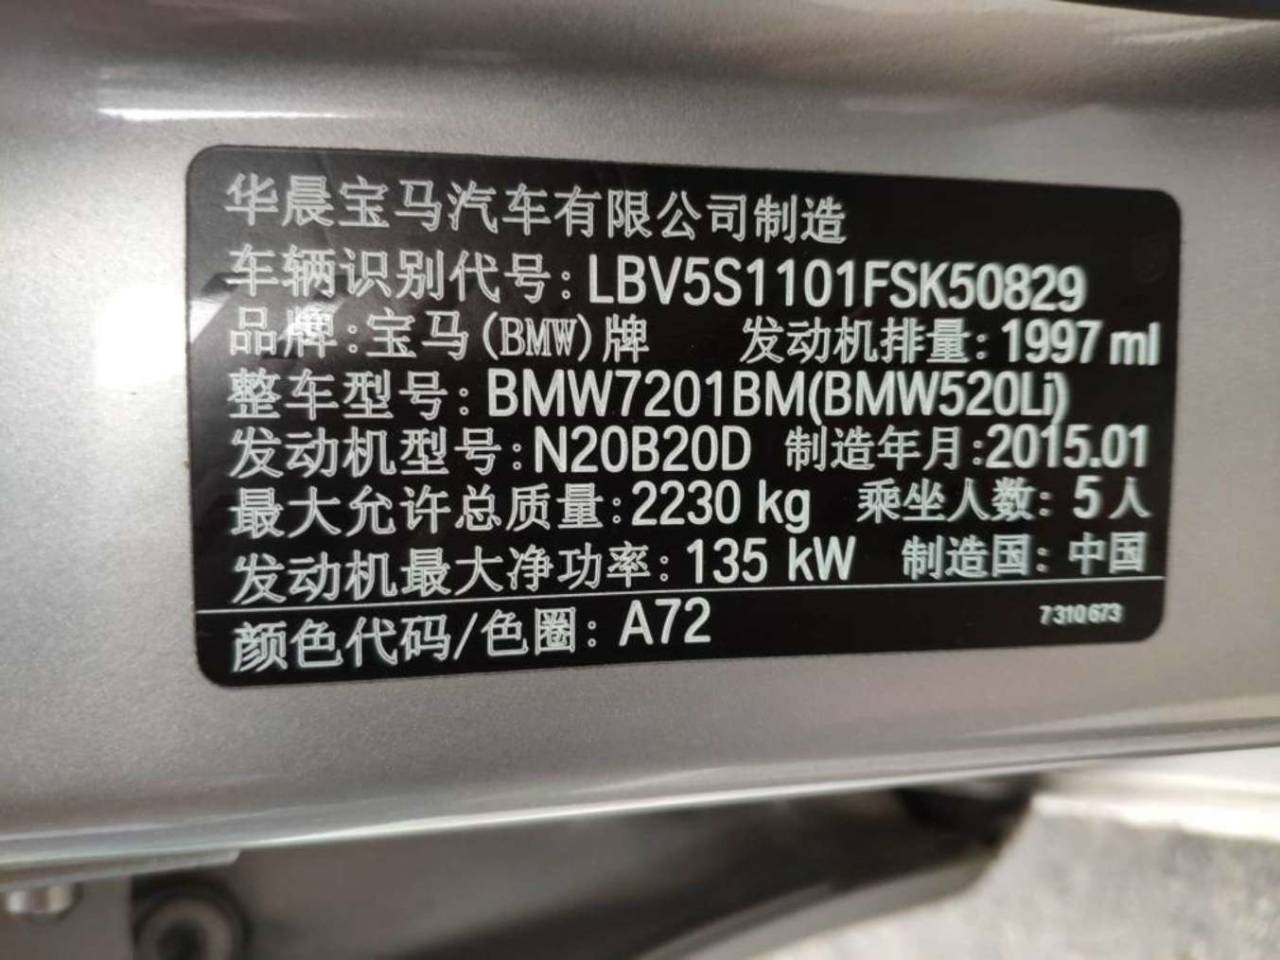 华晨宝马汽车有限公司制造
车辆识别代号: LBV5S1101FSK50829
品牌:宝马(BMW)牌 发动机排量: 1997 ml
整车型号: BMW7201BM(BMW520Li)
发动机型号: N20B20D 制造年月:2015.01
最大允许总质量:2230 kg 乘坐人数: 5人
发动机最大净功率: 135 kW 制造国: 中国
颜色代码/色圈: A72 7310673